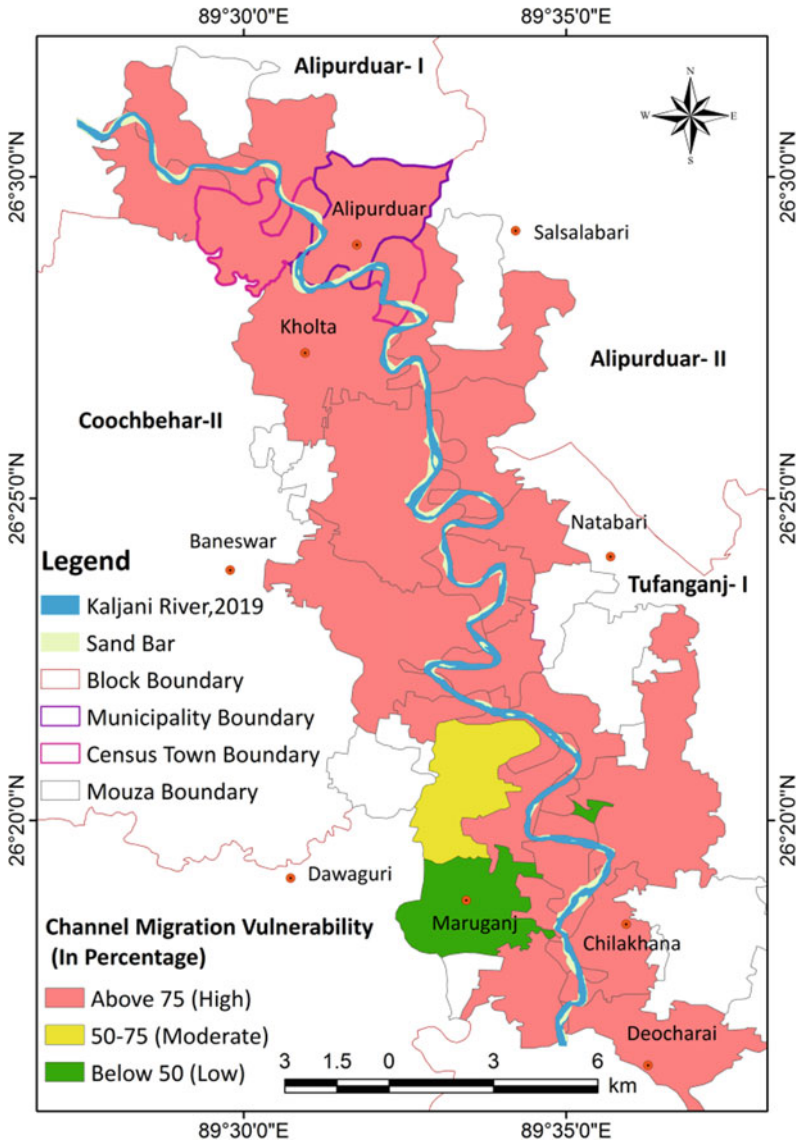 89°30'0"E
89°35'0"E
Alipurduar- I
N
W
E
S
26°30'0"N
26°30'0"N
Alipurduar
Salsalabari
Kholta
Alipurduar- II
Coochbehar-II
26°25'0"N
26°25'0"N
Natabari
Baneswar
Legend
Tufanganj- I
Kaljani River,2019
Sand Bar
Block Boundary
Municipality Boundary
Census Town Boundary
Mouza Boundary
26°20'0"N
26°20'0"N
Dawaguri
Maruganj
Channel Migration Vulnerability
(In Percentage)
Chilakhana
Above 75 (High)
50-75 (Moderate)
Below 50 (Low)
Deocharai
3 1.5 0 3 6
km
89°30'0"E
89°35'0"E